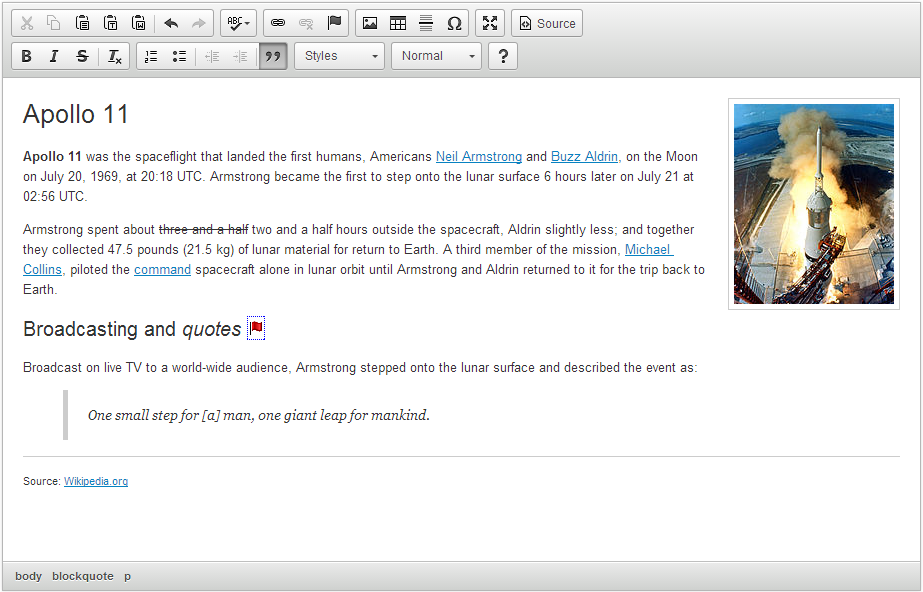 ABC
Ω
Source
B I S Ix
Styles
Normal
?
Apollo 11
Apollo 11 was the spaceflight that landed the first humans, Americans Neil Armstrong and Buzz Aldrin, on the Moon
on July 20, 1969, at 20:18 UTC. Armstrong became the first to step onto the lunar surface 6 hours later on July 21 at
02:56 UTC.
Armstrong spent about three and a half two and a half hours outside the spacecraft, Aldrin slightly less; and together
they collected 47.5 pounds (21.5 kg) of lunar material for return to Earth. A third member of the mission, Michael
Collins, piloted the command spacecraft alone in lunar orbit until Armstrong and Aldrin returned to it for the trip back to
Earth.
Broadcasting and quotes
Broadcast on live TV to a world-wide audience, Armstrong stepped onto the lunar surface and described the event as:
One small step for [a] man, one giant leap for mankind.
Source: Wikipedia.org
body blockquote p